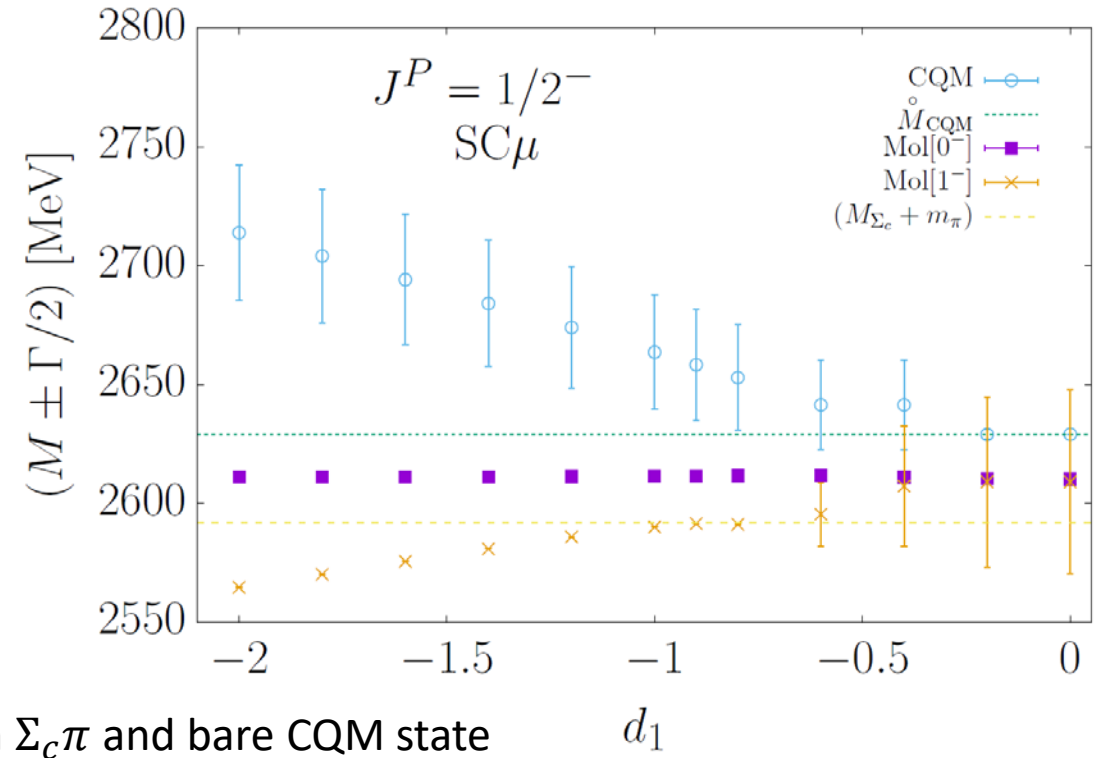 2800
2750
2700
2650
2600
2550
(M ± Γ/2) [MeV]
J^P = 1/2^−
SCμ
CQM
M̊_CQM
Mol[0^−]
Mol[1^−]
(M_Σc + m_π)
−2
−1.5
−1
−0.5
0
d_1
Σ_cπ and bare CQM state